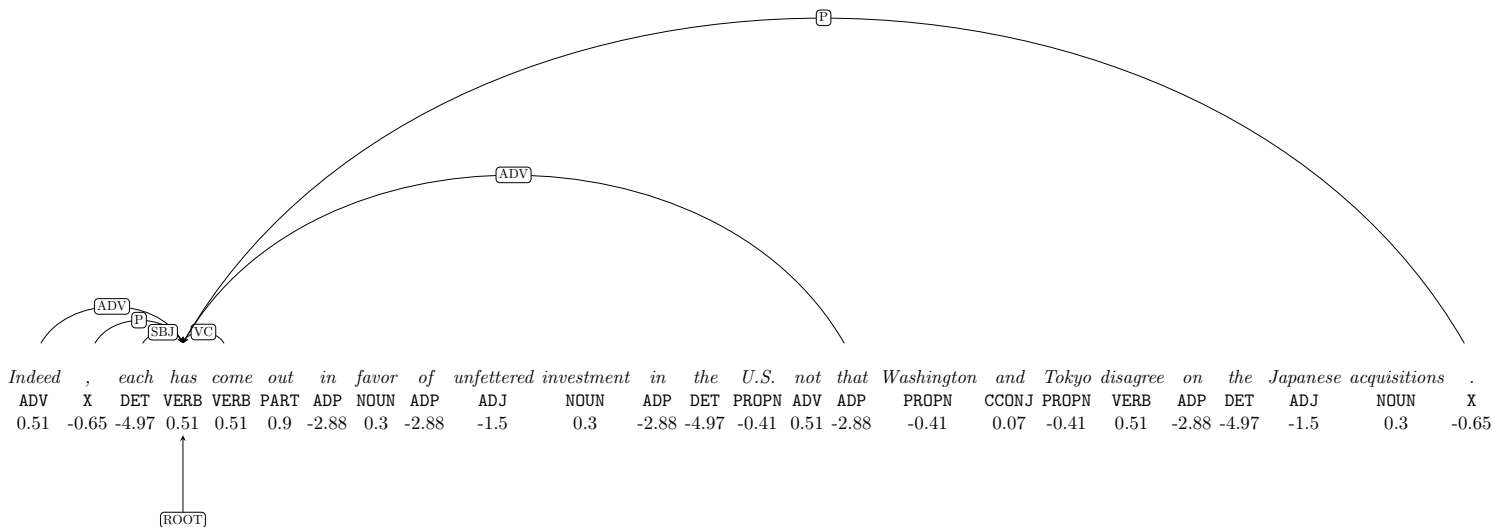 P
ADV
ADV
P
SBJ VC
Indeed , each has come out in favor of unfettered investment in the U.S. not that Washington and Tokyo disagree on the Japanese acquisitions .
ADV X DET VERB VERB PART ADP NOUN ADP ADJ NOUN ADP DET PROPN ADV ADP PROPN CCONJ PROPN VERB ADP DET ADJ NOUN X
0.51 -0.65 -4.97 0.51 0.51 0.9 -2.88 0.3 -2.88 -1.5 0.3 -2.88 -4.97 -0.41 0.51 -2.88 -0.41 0.07 -0.41 0.51 -2.88 -4.97 -1.5 0.3 -0.65
ROOT